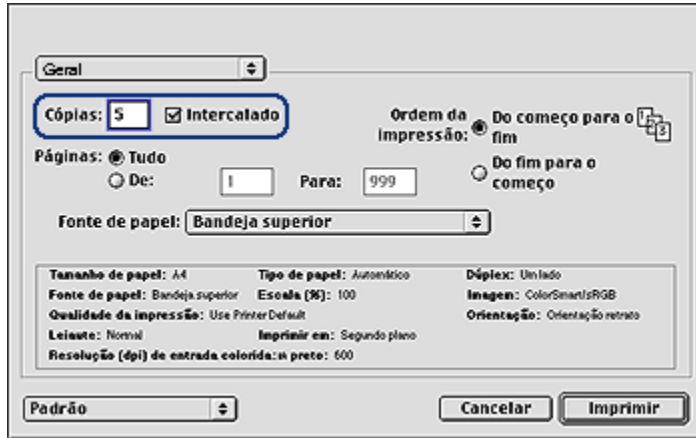 Geral
Cópias: 5 Intercalado
Ordem da impressão: Do começo para o fim
1 3
Páginas: Tudo
De: 1 Para: 999
Do fim para o começo
Fonte de papel: Bandeja superior
Tamanho de papel: A4 Tipo de papel: Automático Dúplex: Um lado
Fonte de papel: Bandeja superior Escala (%): 100 Imagem: ColorSmart/sRGB
Qualidade da impressão: Use Printer Default Orientação: Orientação retrato
Leiaute: Normal Imprimir em: Segundo plano
Resolução (dpi) de entrada colorida: preto: 600
Padrão Cancelar Imprimir